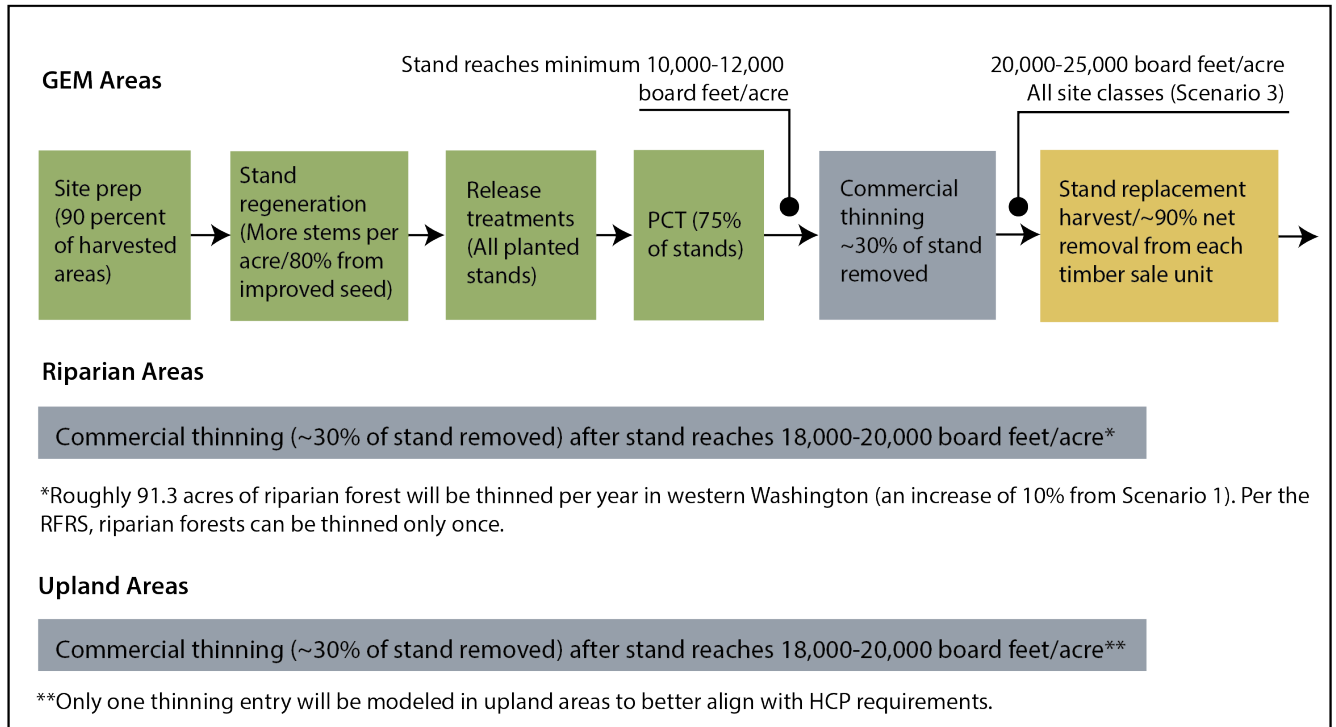 GEM Areas
Stand reaches minimum 10,000-12,000
board feet/acre
20,000-25,000 board feet/acre
All site classes (Scenario 3)
Site prep
(90 percent
of harvested
areas)
Stand
regeneration
(More stems per
acre/80% from
improved seed)
Release
treatments
(All planted
stands)
PCT (75%
of stands)
Commercial
thinning
~30% of stand
removed
Stand replacement
harvest/~90% net
removal from each
timber sale unit
Riparian Areas
Commercial thinning (~30% of stand removed) after stand reaches 18,000-20,000 board feet/acre*
*Roughly 91.3 acres of riparian forest will be thinned per year in western Washington (an increase of 10% from Scenario 1). Per the
RFRS, riparian forests can be thinned only once.
Upland Areas
Commercial thinning (~30% of stand removed) after stand reaches 18,000-20,000 board feet/acre**
**Only one thinning entry will be modeled in upland areas to better align with HCP requirements.